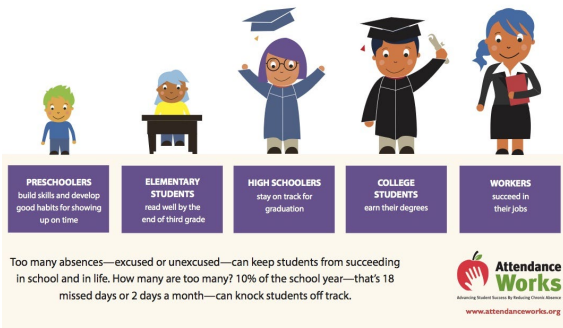 PRESCHOOLERS
build skills and develop
good habits for showing
up on time
ELEMENTARY
STUDENTS
read well by the
end of third grade
HIGH SCHOOLERS
stay on track for
graduation
COLLEGE
STUDENTS
earn their degrees
WORKERS
succeed in
their jobs
Too many absences—excused or unexcused—can keep students from succeeding
in school and in life. How many are too many? 10% of the school year—that's 18
missed days or 2 days a month—can knock students off track.
Attendance
Works
Advancing Student Success By Reducing Chronic Absence
www.attendanceworks.org